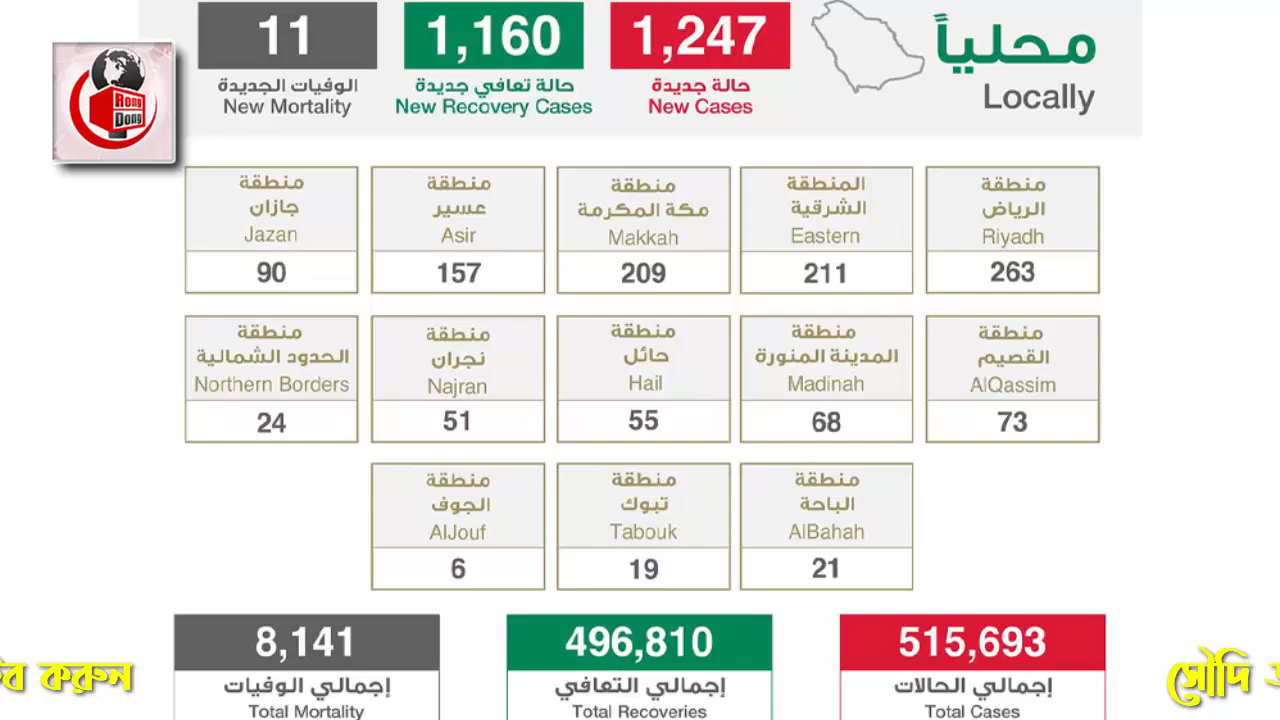 محلياً
Locally
1,247
حالة جديدة
New Cases
1,160
حالة تعافي جديدة
New Recovery Cases
11
الوفيات الجديدة
New Mortality
Rong
Dong
منطقة
الرياض
Riyadh
263
المنطقة
الشرقية
Eastern
211
منطقة
مكة المكرمة
Makkah
209
منطقة
عسير
Asir
157
منطقة
جازان
Jazan
90
منطقة
القصيم
AlQassim
73
منطقة
المدينة المنورة
Madinah
68
منطقة
حائل
Hail
55
منطقة
نجران
Najran
51
منطقة
الحدود الشمالية
Northern Borders
24
منطقة
الباحة
AlBahah
21
منطقة
تبوك
Tabouk
19
منطقة
الجوف
AlJouf
6
515,693
إجمالي الحالات
Total Cases
496,810
إجمالي التعافي
Total Recoveries
8,141
إجمالي الوفيات
Total Mortality
করুন
সৌদি